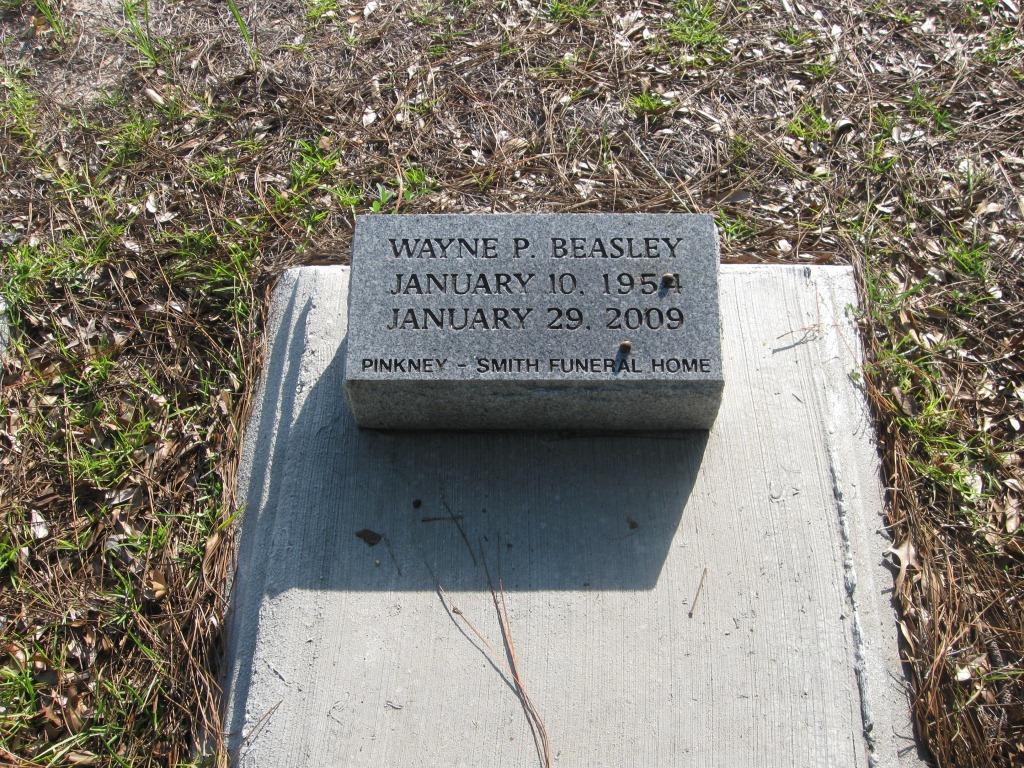 WAYNE P. BEASLEY
JANUARY 10, 1954
JANUARY 29, 2009
PINKNEY - SMITH FUNERAL HOME